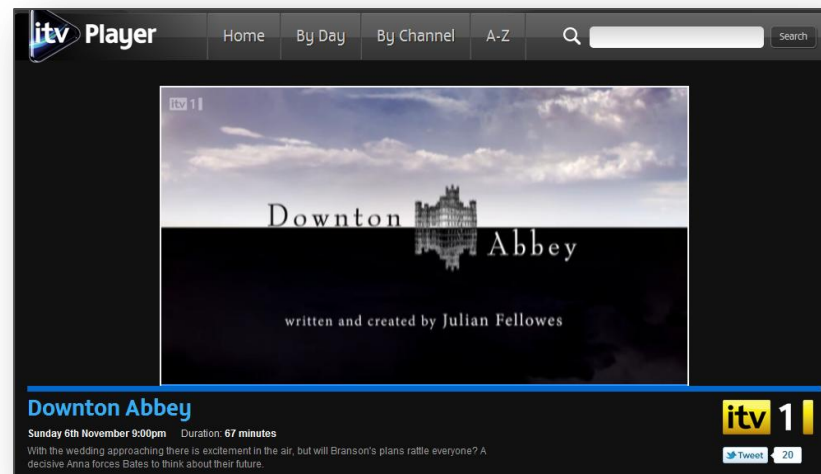 itv Player Home By Day By Channel A-Z Search
itv 1
Downton
Abbey
written and created by Julian Fellowes
Downton Abbey
Sunday 6th November 9:00pm Duration: 67 minutes
With the wedding approaching there is excitement in the air, but will Branson's plans rattle everyone? A
decisive Anna forces Bates to think about their future.
itv 1
Tweet 20